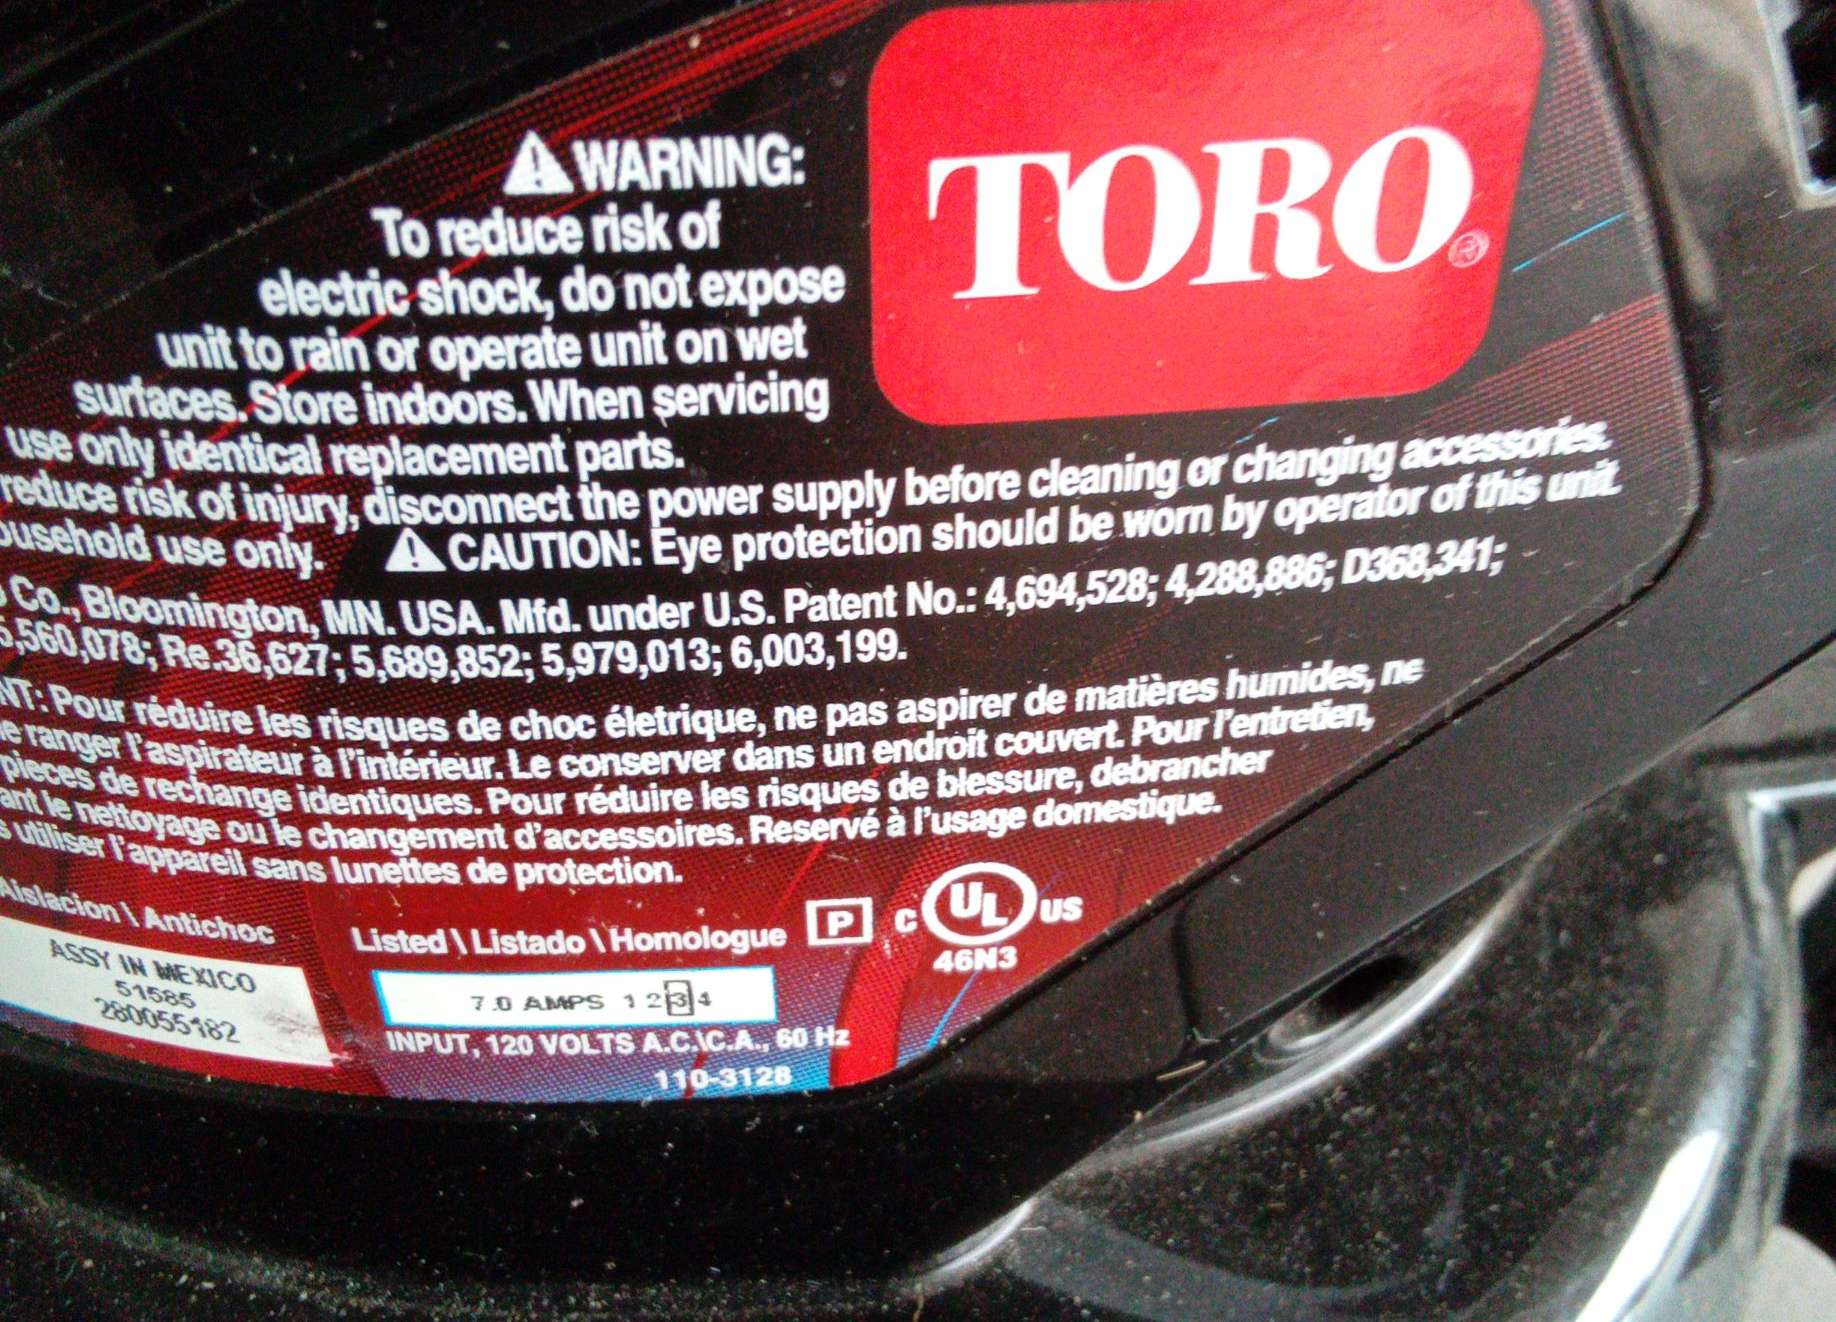 WARNING:
To reduce risk of
electric shock, do not expose
unit to rain or operate unit on wet
surfaces. Store indoors. When servicing
use only identical replacement parts.
reduce risk of injury, disconnect the power supply before cleaning or changing accessories.
ousehold use only. CAUTION: Eye protection should be worn by operator of this unit.
TORO®
Co., Bloomington, MN. USA. Mfd. under U.S. Patent No.: 4,694,528; 4,288,886; D368,341;
5,560,078; Re.36,627; 5,689,852; 5,979,013; 6,003,199.
NT: Pour réduire les risques de choc életrique, ne pas aspirer de matières humides, ne
ranger l'aspirateur à l'intérieur. Le conserver dans un endroit couvert. Pour l'entretien,
pieces de rechange identiques. Pour réduire les risques de blessure, debrancher
ant le nettoyage ou le changement d'accessoires. Reservé à l'usage domestique.
utiliser l'appareil sans lunettes de protection.
Aislacion \ Antichoc
ASSY IN MEXICO
51585
280055182
Listed \ Listado \ Homologue P C UL US
46N3
7.0 AMPS 1 2 3 4
INPUT, 120 VOLTS A.C.\C.A., 60 Hz
110-3128